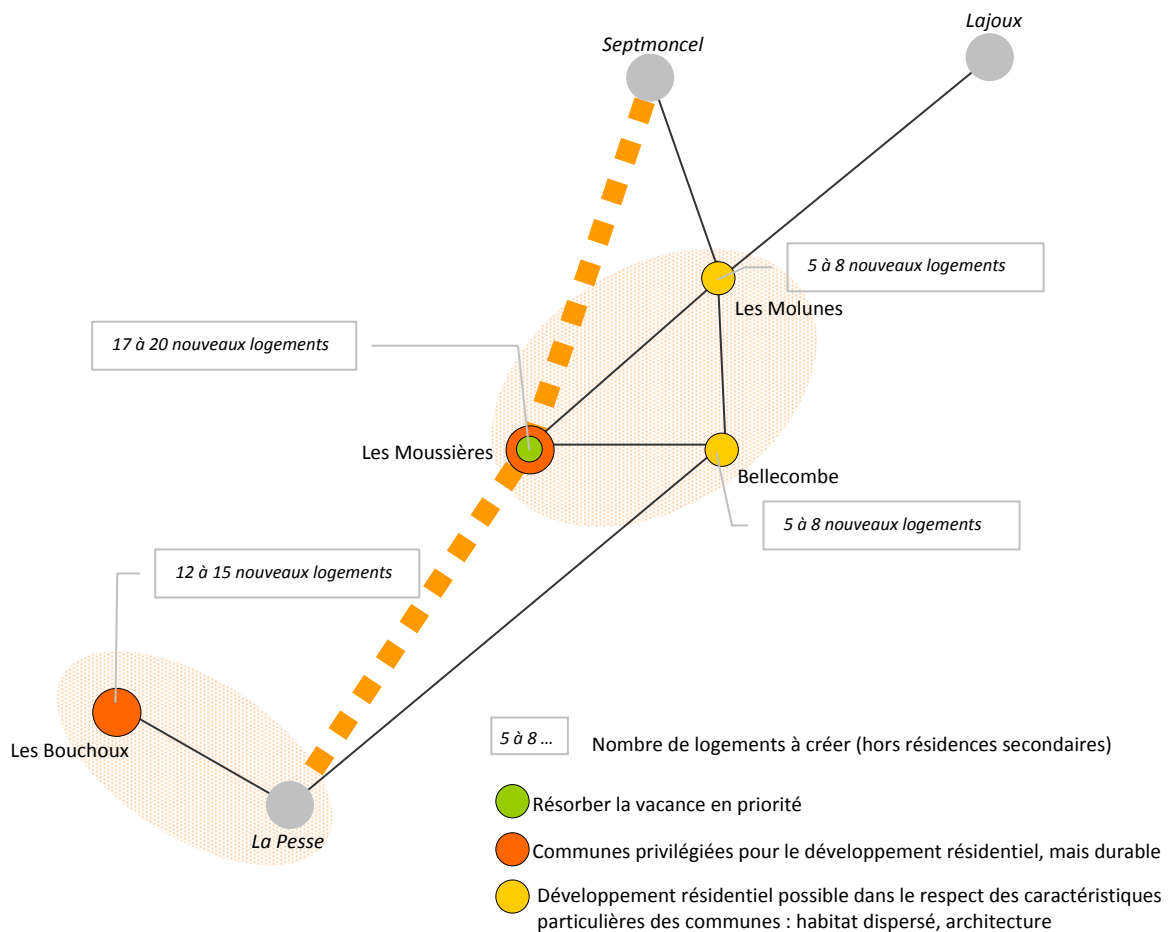 Lajoux
Septmoncel
5 à 8 nouveaux logements
Les Molunes
17 à 20 nouveaux logements
Les Moussières
Bellecombe
5 à 8 nouveaux logements
12 à 15 nouveaux logements
Les Bouchoux
La Pesse
5 à 8 ...
Nombre de logements à créer (hors résidences secondaires)
Résorber la vacance en priorité
Communes privilégiées pour le développement résidentiel, mais durable
Développement résidentiel possible dans le respect des caractéristiques
particulières des communes : habitat dispersé, architecture